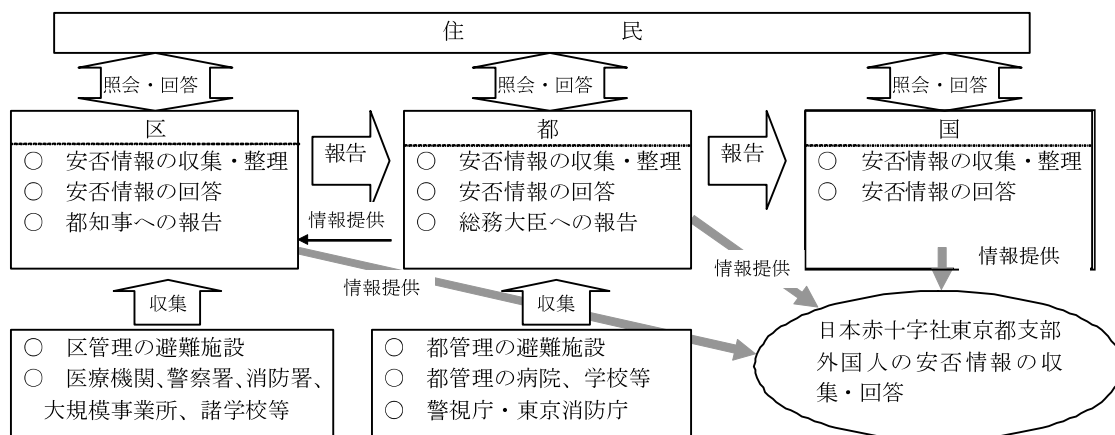 住　　　　　　　民
照会・回答
照会・回答
照会・回答
区
○　安否情報の収集・整理
○　安否情報の回答
○　都知事への報告
報告
都
○　安否情報の収集・整理
○　安否情報の回答
○　総務大臣への報告
報告
国
○　安否情報の収集・整理
○　安否情報の回答
情報提供
情報提供
情報提供
情報提供
収集
収集
○　区管理の避難施設
○　医療機関、警察署、消防署、
大規模事業所、諸学校等
○　都管理の避難施設
○　都管理の病院、学校等
○　警視庁・東京消防庁
日本赤十字社東京都支部
外国人の安否情報の収
集・回答